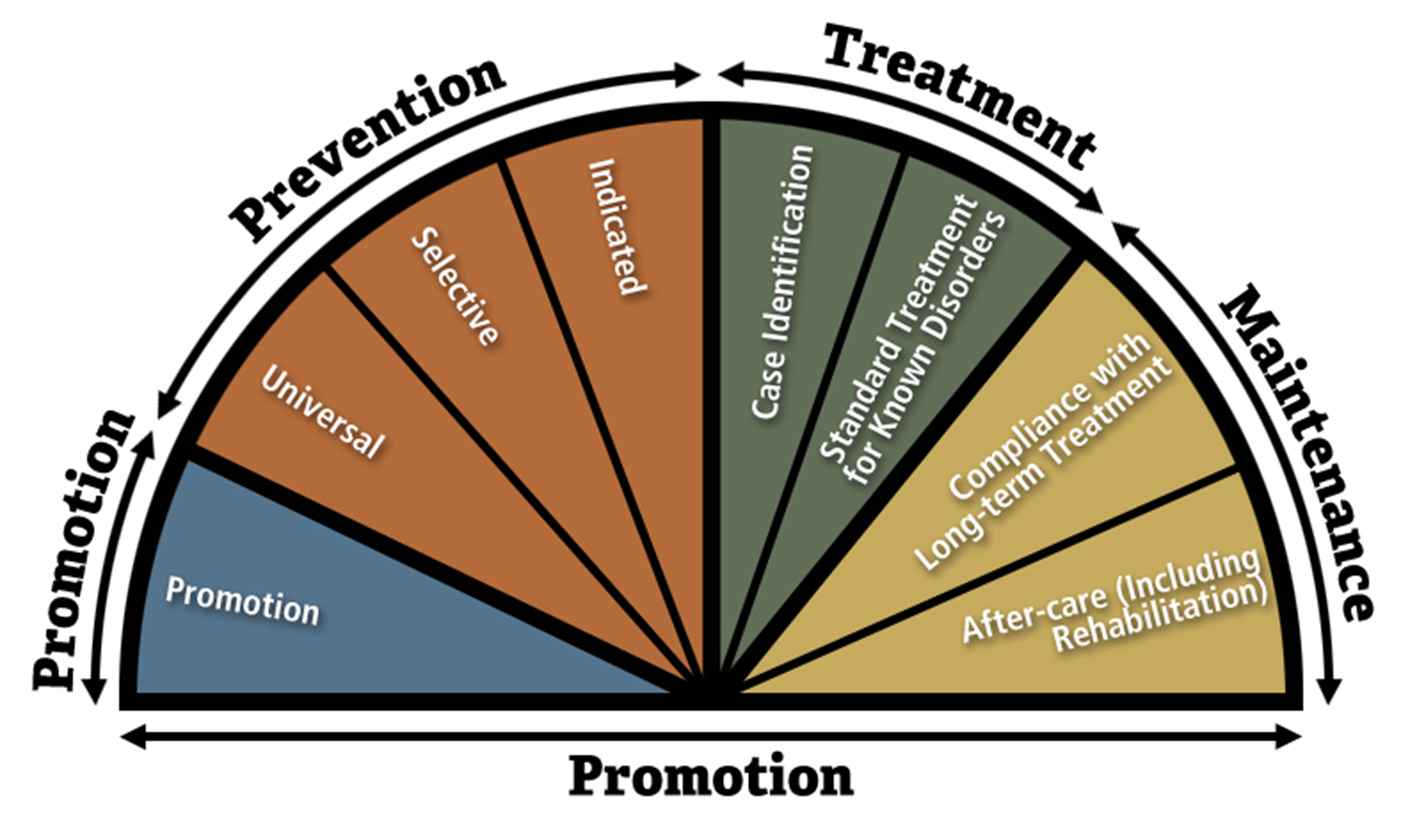 Promotion
Prevention
Treatment
Maintenance
Promotion
Universal
Selective
Indicated
Case Identification
Standard Treatment
for Known Disorders
Compliance with
Long-term Treatment
After-care (Including
Rehabilitation)
Promotion